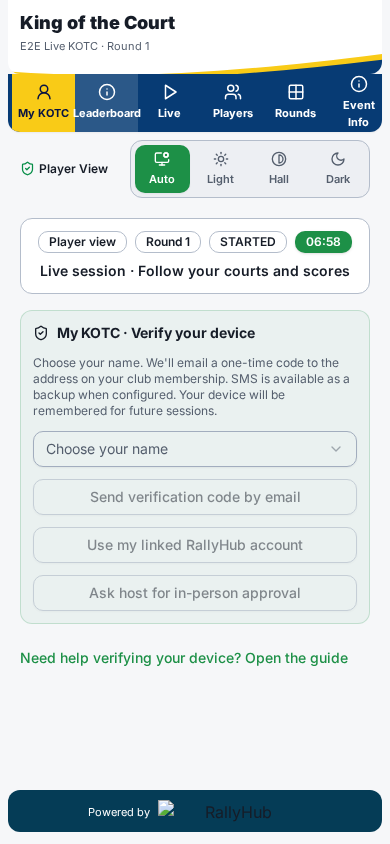 King of the Court
E2E Live KOTC · Round 1
My KOTC
Leaderboard
Live
Players
Rounds
Event
Info
Player View
Auto
Light
Hall
Dark
Player view
Round 1
STARTED
06:58
Live session · Follow your courts and scores
My KOTC · Verify your device
Choose your name. We'll email a one-time code to the
address on your club membership. SMS is available as a
backup when configured. Your device will be
remembered for future sessions.
Choose your name
Send verification code by email
Use my linked RallyHub account
Ask host for in-person approval
Need help verifying your device? Open the guide
Powered by
RallyHub